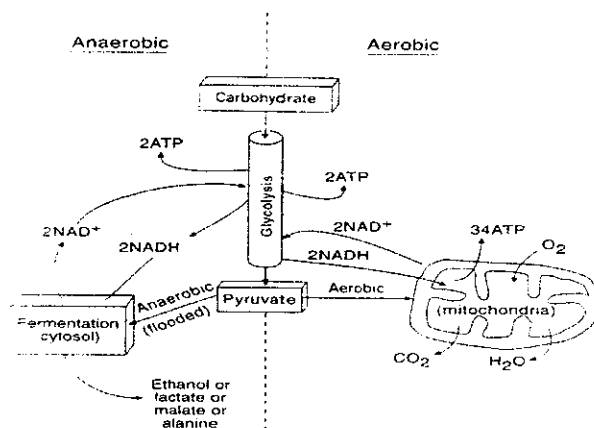 Anaerobic
Aerobic
Carbohydrate
2ATP
2ATP
Glycolysis
2NAD+
2NADH
2NAD+
2NADH
34ATP
O2
(mitochondria)
Pyruvate
Aerobic
Anaerobic
(flooded)
Fermentation
cytosol)
CO2
H2O
Ethanol or
lactate or
malate or
alanine